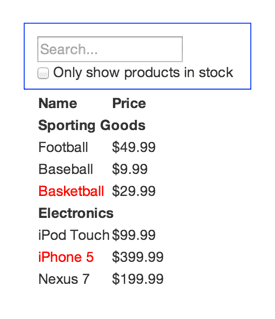 Search...
Only show products in stock
Name Price
Sporting Goods
Football $49.99
Baseball $9.99
Basketball $29.99
Electronics
iPod Touch $99.99
iPhone 5 $399.99
Nexus 7 $199.99